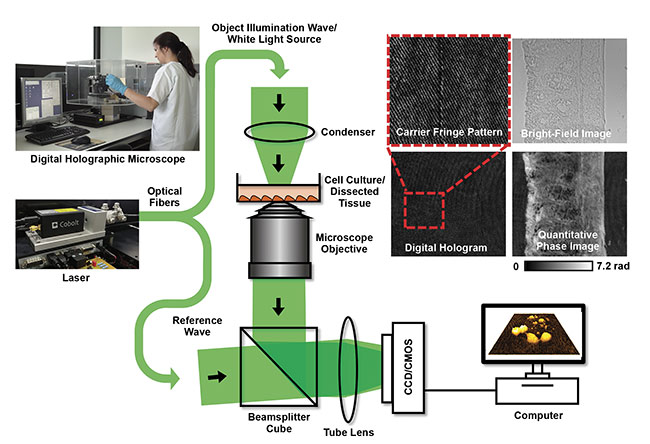 Object Illumination Wave/
White Light Source
Digital Holographic Microscope
Condenser
Carrier Fringe Pattern
Bright-Field Image
Optical
Fibers
Cell Culture/
Dissected
Tissue
Cobolt
Laser
Microscope
Objective
Digital Hologram
Quantitative
Phase Image
0
7.2 rad
Reference
Wave
CCD/CMOS
Beamsplitter
Cube
Tube Lens
Computer